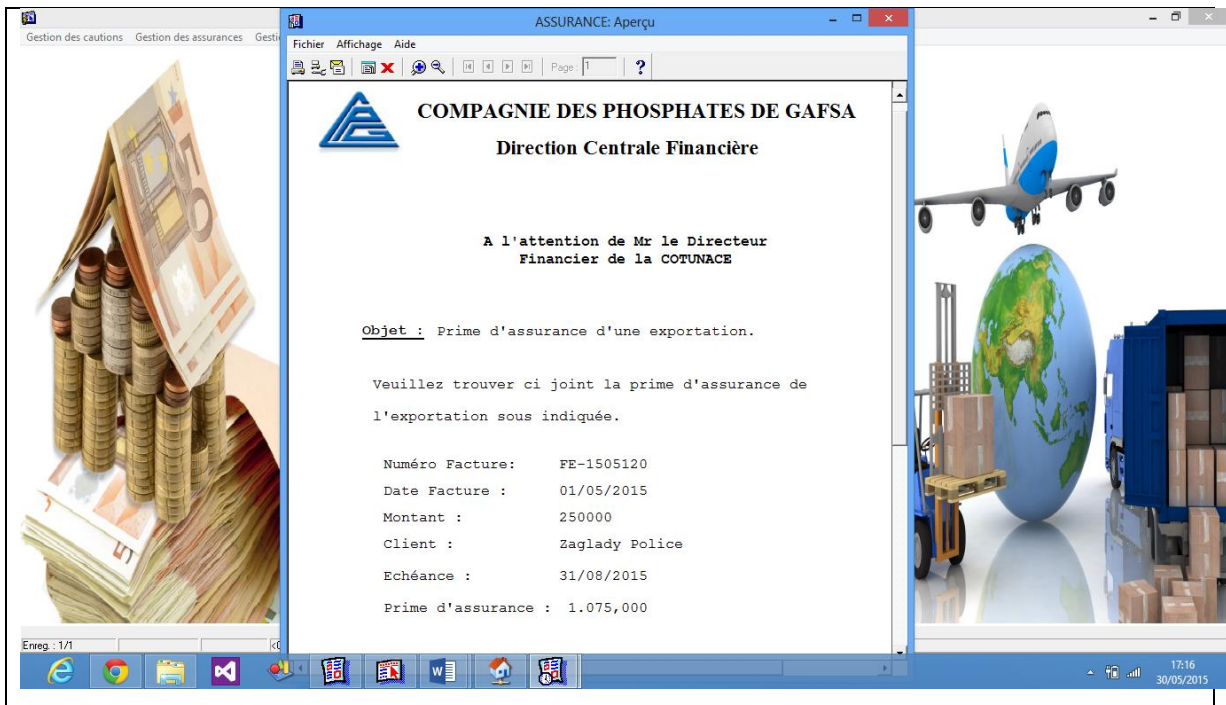 ASSURANCE: Aperçu
Gestion des cautions Gestion des assurances Gesti
Fichier Affichage Aide
Page: 1
COMPAGNIE DES PHOSPHATES DE GAFSA
Direction Centrale Financière
A l'attention de Mr le Directeur
Financier de la COTUNACE
Objet : Prime d'assurance d'une exportation.
Veuillez trouver ci joint la prime d'assurance de
l'exportation sous indiquée.
Numéro Facture: FE-1505120
Date Facture : 01/05/2015
Montant : 250000
Client : Zaglady Police
Echéance : 31/08/2015
Prime d'assurance : 1.075,000
Enreg. : 1/1
17:16
30/05/2015